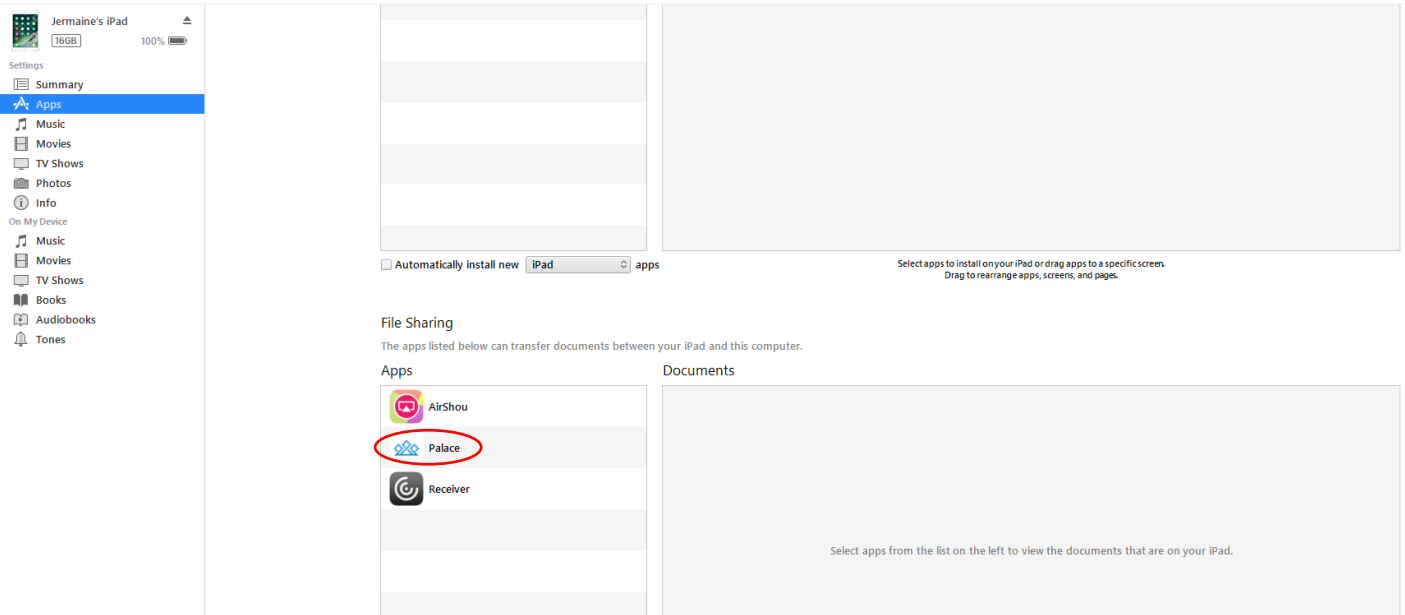 Jermaine's iPad
16GB 100%
Settings
Summary
Apps
Music
Movies
TV Shows
Photos
Info
On My Device
Music
Movies
TV Shows
Books
Audiobooks
Tones
Automatically install new iPad apps
Select apps to install on your iPad or drag apps to a specific screen.
Drag to rearrange apps, screens, and pages.
File Sharing
The apps listed below can transfer documents between your iPad and this computer.
Apps
Documents
AirShou
Palace
Receiver
Select apps from the list on the left to view the documents that are on your iPad.